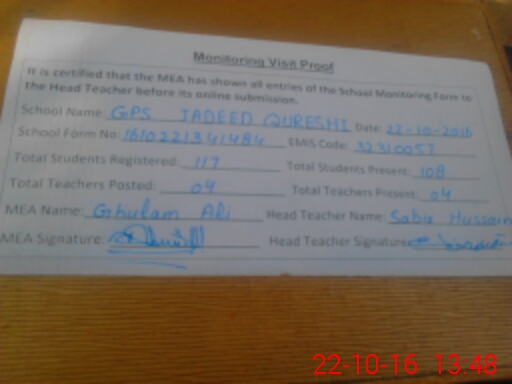 Monitoring Visit Proof
It is certified that the MEA has shown all entries of the School Monitoring Form to
the Head Teacher before its online submission.
School Name: GPS JADEED QURESHI Date: 22-10-2016
School Form No: 1610221341484 EMIS Code: 32310057
Total Students Registered: 117 Total Students Present: 108
Total Teachers Posted: 04 Total Teachers Present: 04
MEA Name: Ghulam Ali Head Teacher Name: Sabir Hussain
MEA Signature: Head Teacher Signature:
22-10-16 13.48